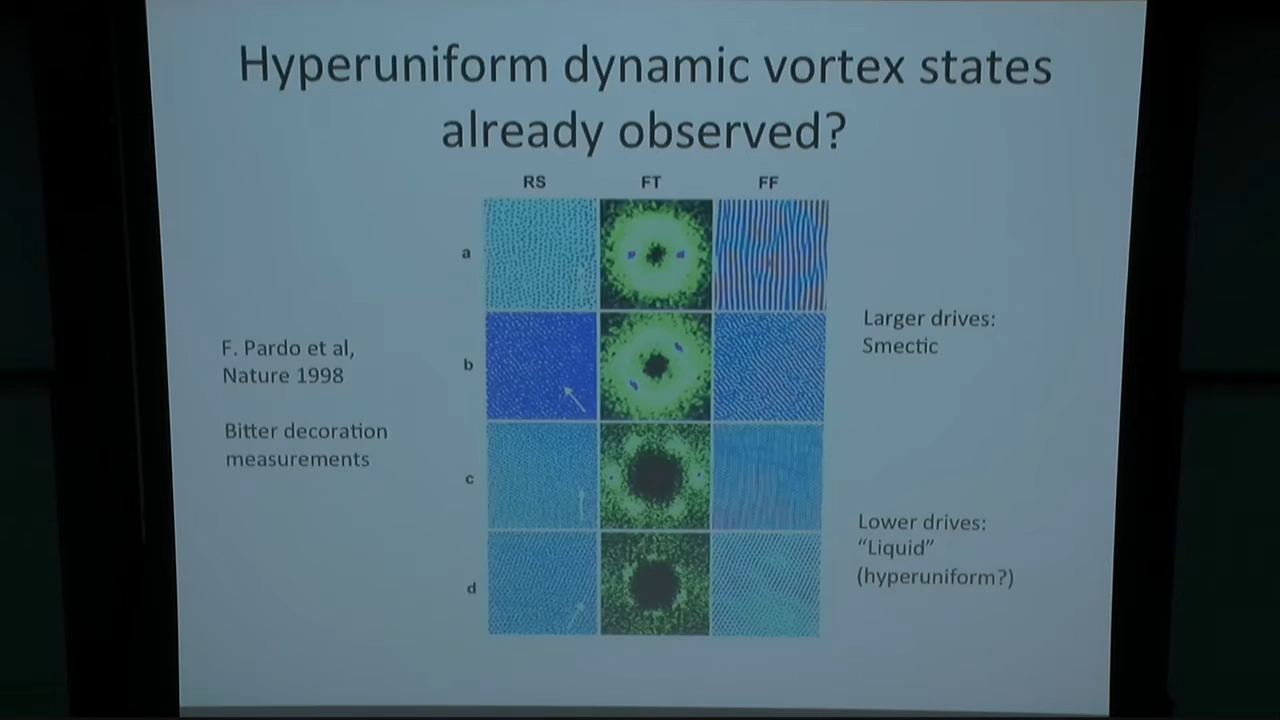 Hyperuniform dynamic vortex states
already observed?
RS FT FF
a
b
c
d
F. Pardo et al,
Nature 1998
Bitter decoration
measurements
Larger drives:
Smectic
Lower drives:
“Liquid”
(hyperuniform?)